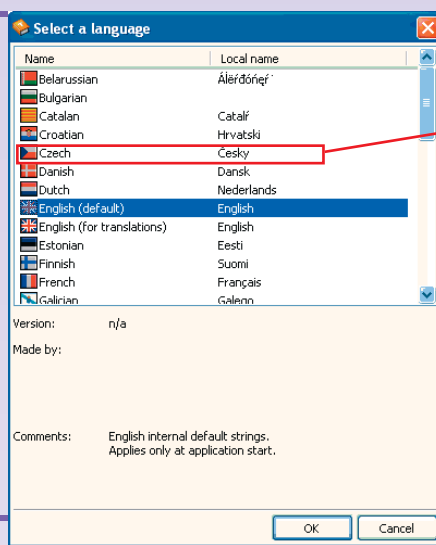 Select a language
Name Local name
Belarussian Áĺëŕđóńęŕ˙
Bulgarian
Catalan Catalŕ
Croatian Hrvatski
Czech Česky
Danish Dansk
Dutch Nederlands
English (default) English
English (for translations) English
Estonian Eesti
Finnish Suomi
French Français
Galician Galego
Version: n/a
Made by:
Comments: English internal default strings.
Applies only at application start.
OK Cancel